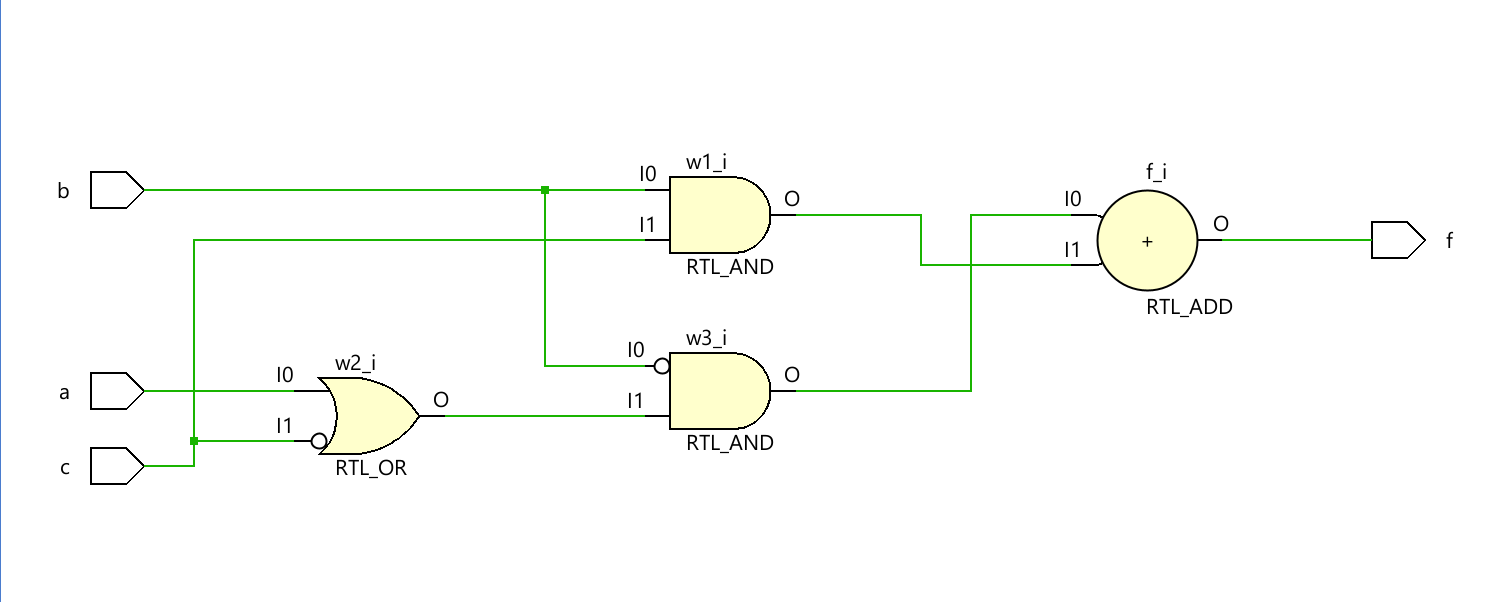 w1_i
f_i
b
I0
O
I0
I1
I1
O
f
+
RTL_AND
RTL_ADD
w3_i
w2_i
I0
I0
O
a
O
I1
I1
RTL_AND
c
RTL_OR